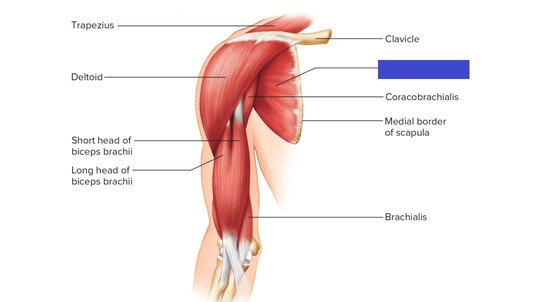 Trapezius
Clavicle
Deltoid
Coracobrachialis
Medial border
of scapula
Short head of
biceps brachii
Long head of
biceps brachii
Brachialis